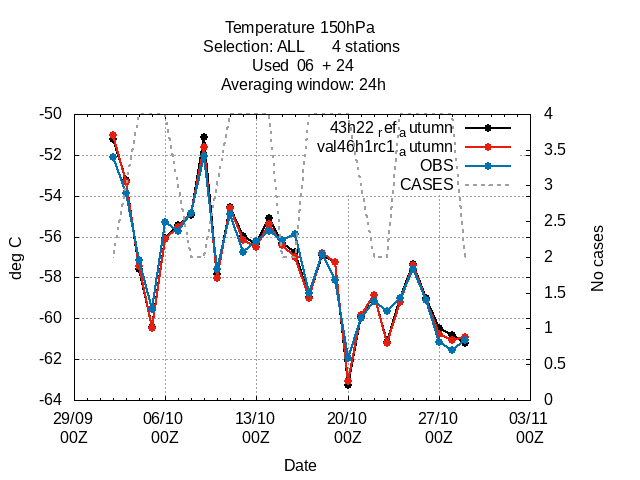 Temperature 150hPa
Selection: ALL 4 stations
Used 06 + 24
Averaging window: 24h
-50
-52
-54
-56
-58
-60
-62
-64
deg C
4
3.5
3
2.5
2
1.5
1
0.5
0
No cases
43h22_ref_autumn
val46h1rc1_autumn
OBS
CASES
29/09 06/10 13/10 20/10 27/10 03/11
00Z 00Z 00Z 00Z 00Z 00Z
Date